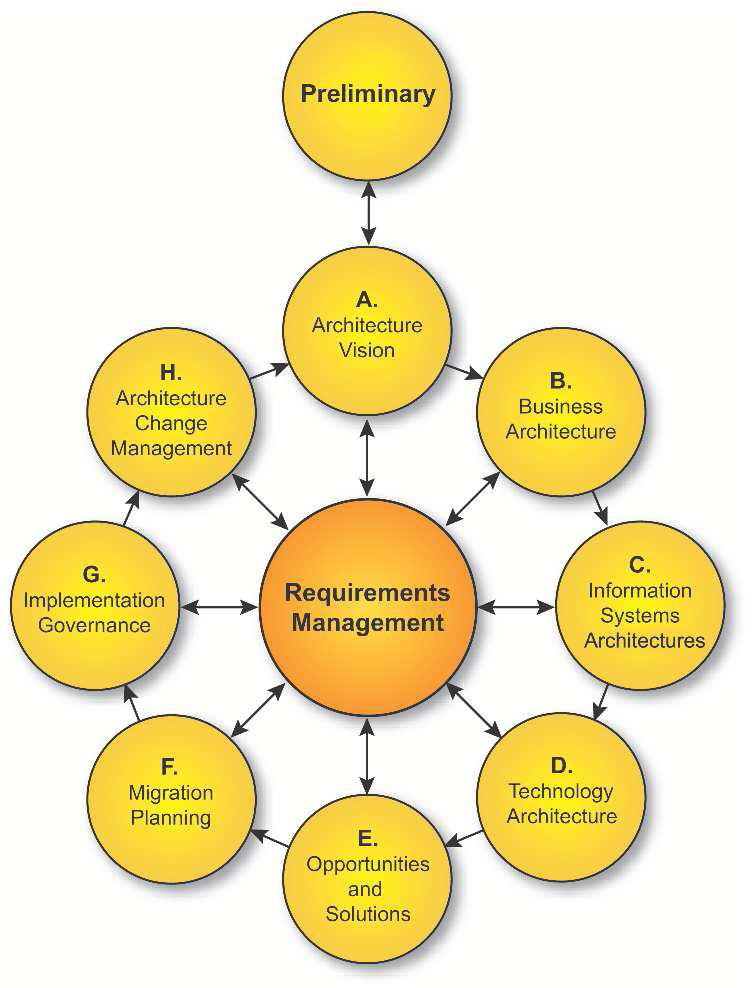 Preliminary
A.
Architecture
Vision
B.
Business
Architecture
C.
Information
Systems
Architectures
D.
Technology
Architecture
E.
Opportunities
and
Solutions
F.
Migration
Planning
G.
Implementation
Governance
H.
Architecture
Change
Management
Requirements
Management